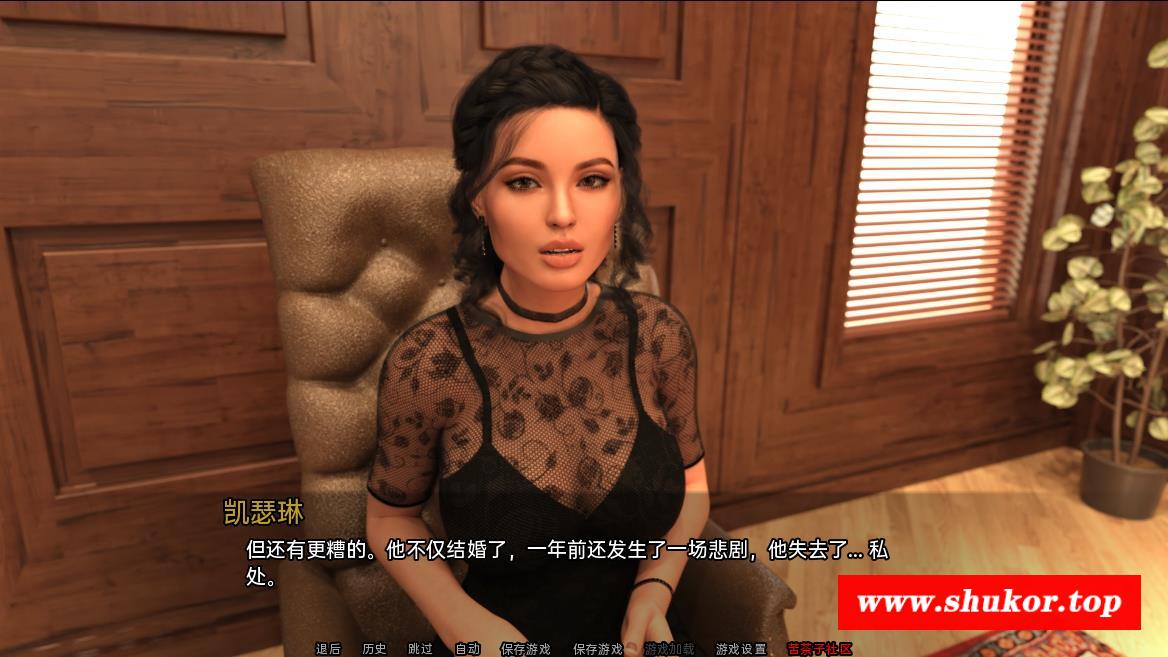 凯瑟琳
但还有更糟的。他不仅结婚了，一年前还发生了一场悲剧，他失去了... 私
处。
www.shukor.top
退后 历史 跳过 自动 保存游戏 保存游戏 游戏加载 游戏设置 苦茶子社区